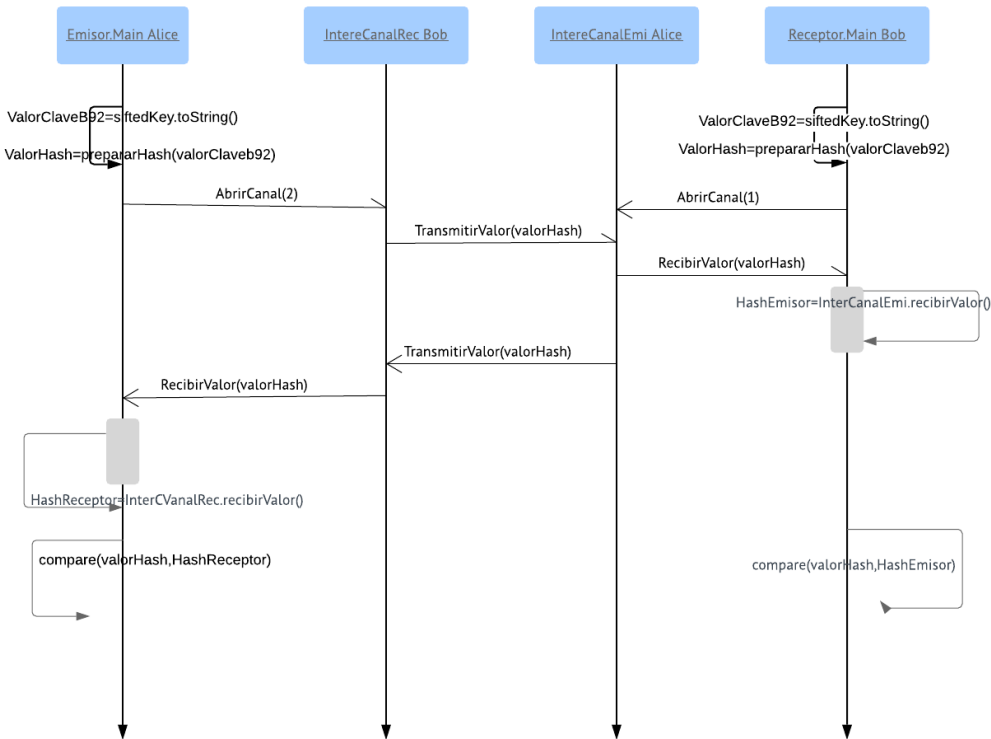 Emisor.Main Alice
IntereCanalRec Bob
IntereCanalEmi Alice
Receptor.Main Bob
ValorClaveB92=siftedKey.toString()
ValorClaveB92=siftedKey.toString()
ValorHash=prepararHash(valorClaveb92)
ValorHash=prepararHash(valorClaveb92)
AbrirCanal(2)
AbrirCanal(1)
TransmitirValor(valorHash)
RecibirValor(valorHash)
HashEmisor=InterCanalEmi.recibirValor()
TransmitirValor(valorHash)
RecibirValor(valorHash)
HashReceptor=InterCVanalRec.recibirValor()
compare(valorHash,HashReceptor)
compare(valorHash,HashEmisor)